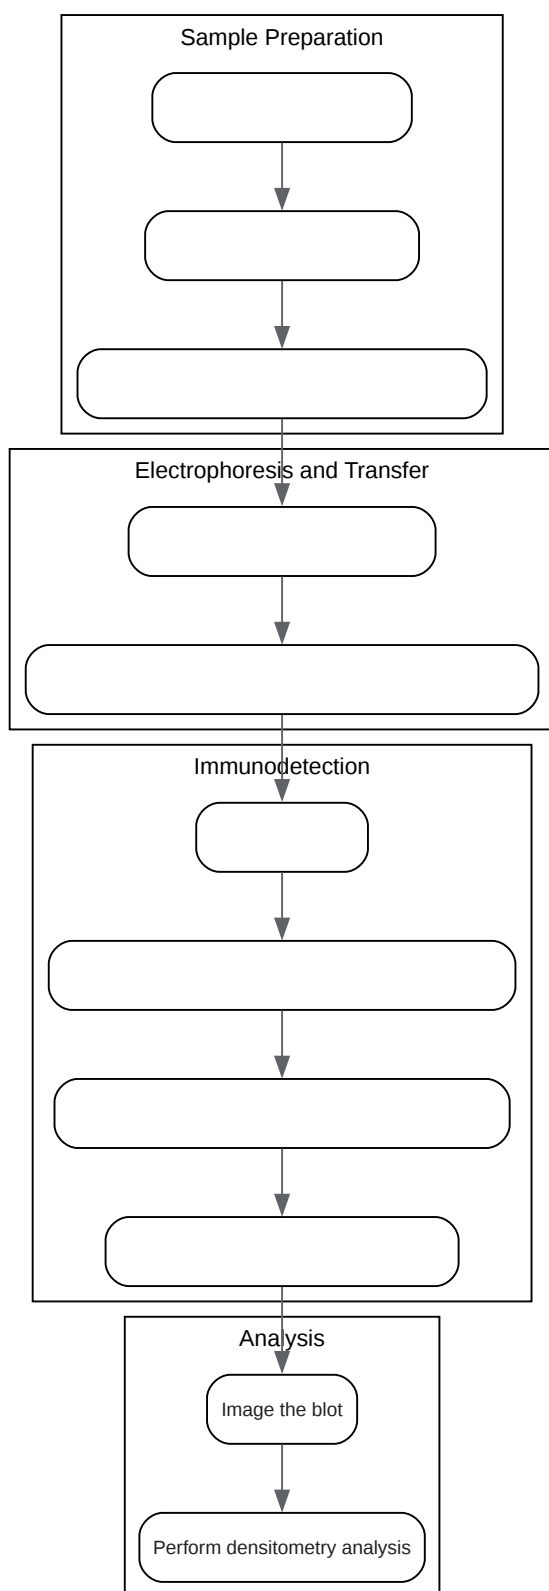 Sample Preparation
Electrophoresis and Transfer
Immunodetection
Analysis
Image the blot
Perform densitometry analysis